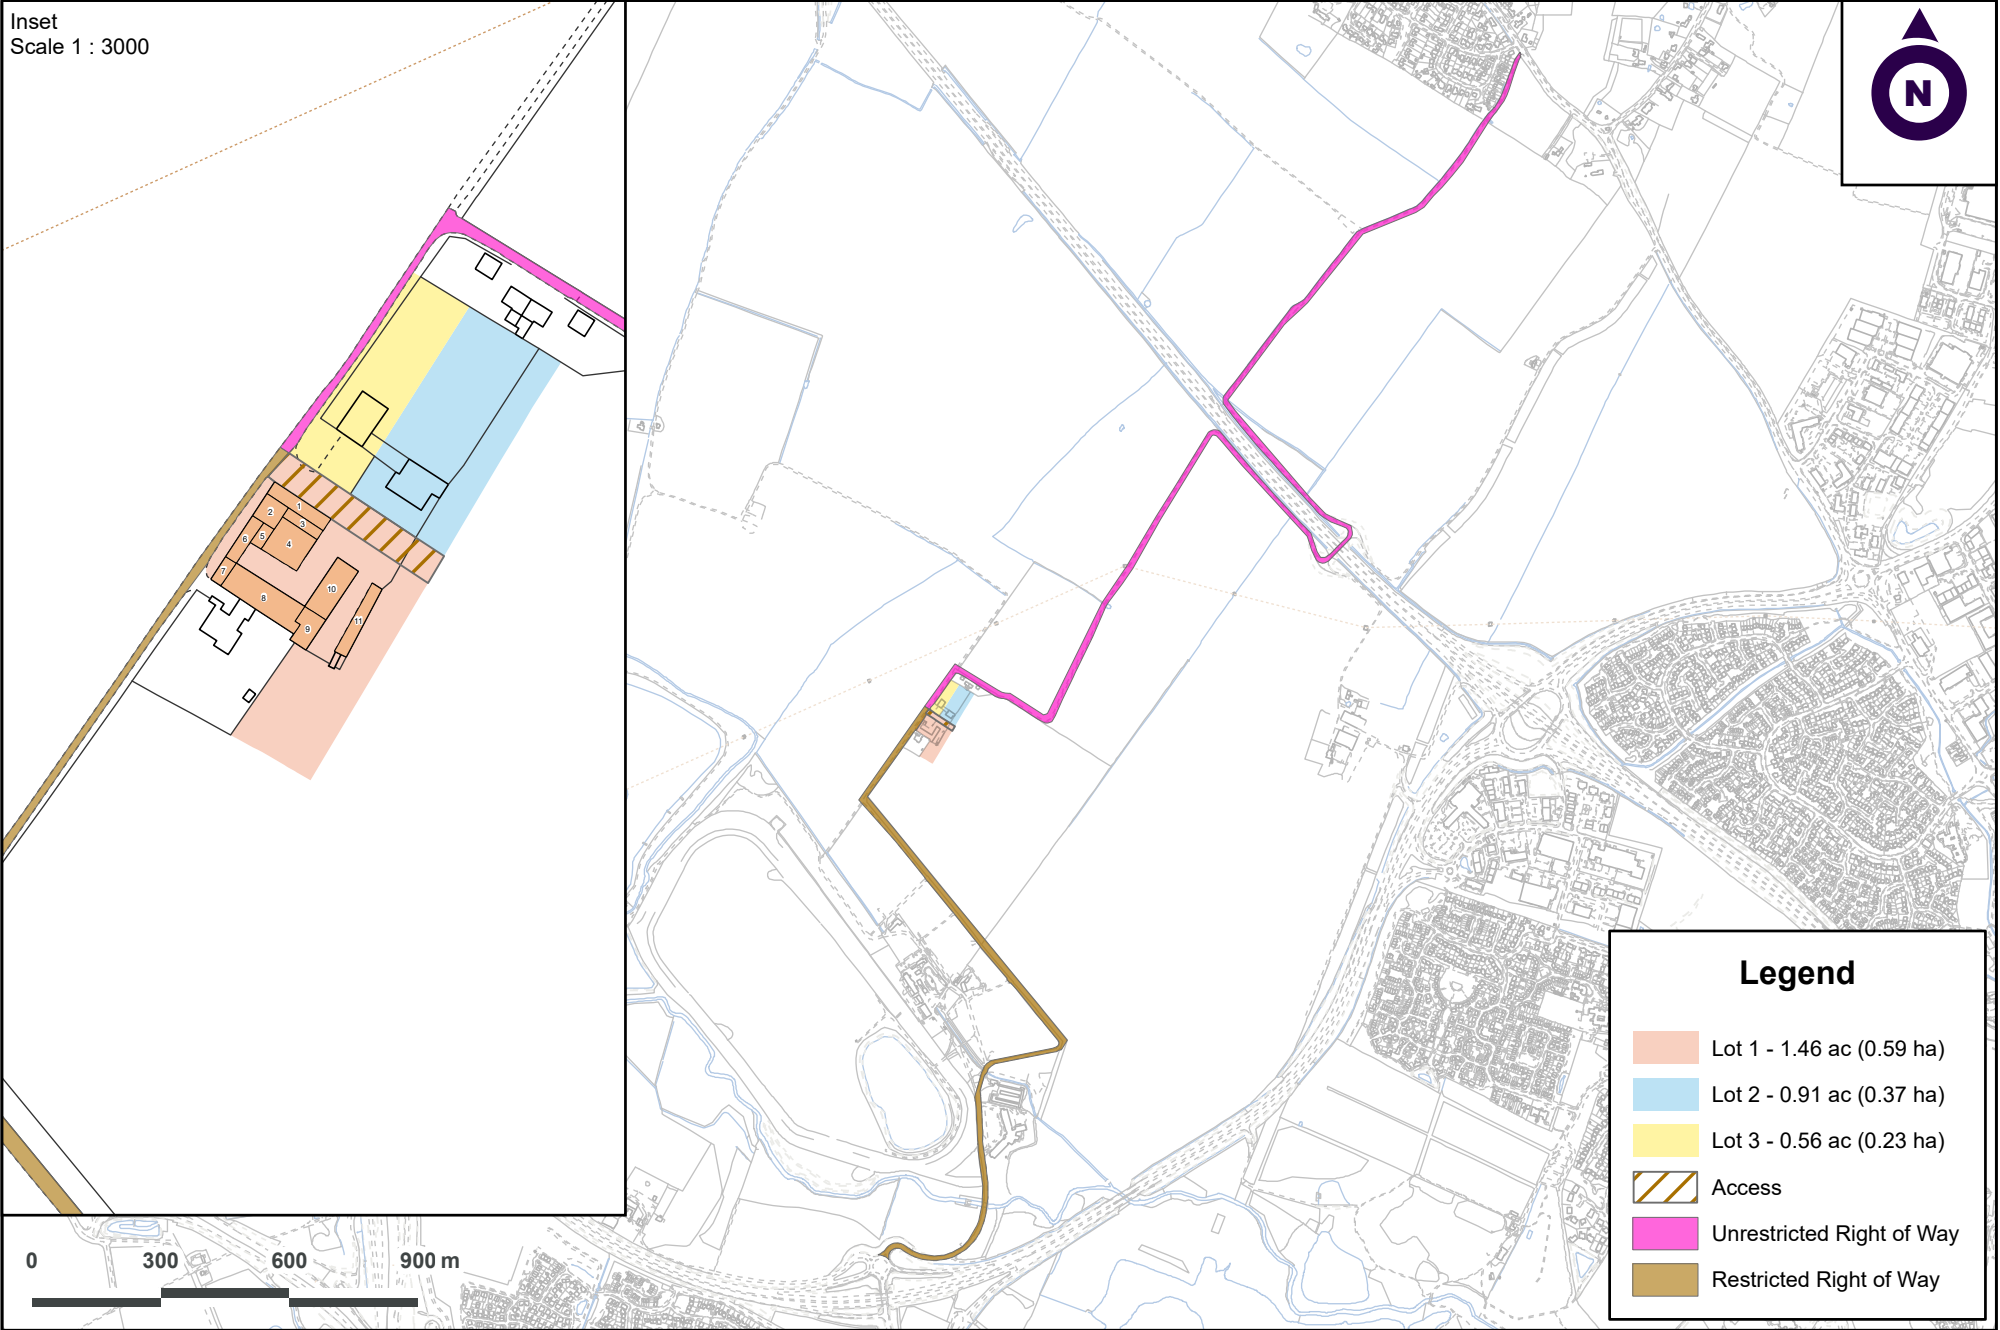 Inset
Scale 1 : 3000
N
1
2
3
4
5
6
7
8
9
10
11
Legend
Lot 1 - 1.46 ac (0.59 ha)
Lot 2 - 0.91 ac (0.37 ha)
Lot 3 - 0.56 ac (0.23 ha)
Access
Unrestricted Right of Way
Restricted Right of Way
0 300 600 900 m